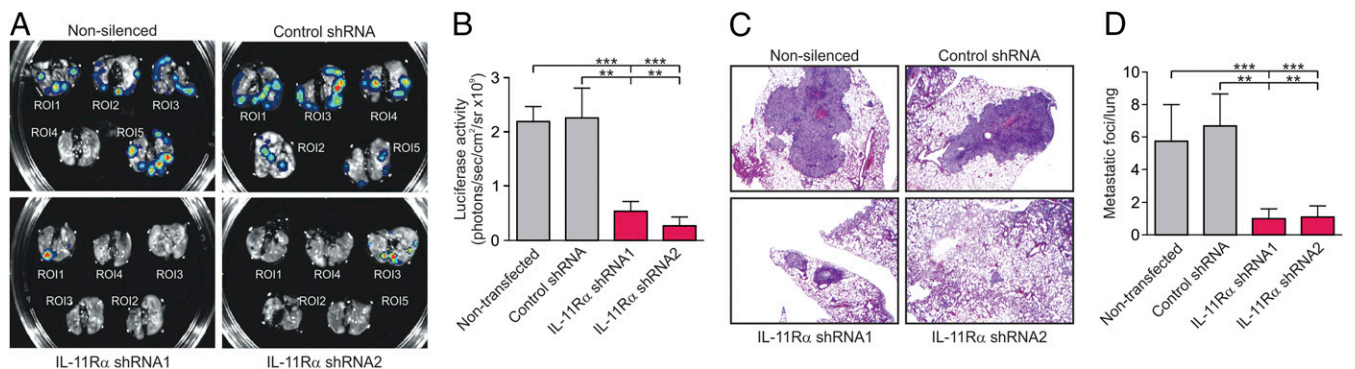 A
Non-silenced
Control shRNA
ROI1
ROI2
ROI3
ROI4
ROI5
ROI1
ROI3
ROI4
ROI2
ROI5
ROI1
ROI4
ROI3
ROI3
ROI2
ROI1
ROI4
ROI3
ROI2
ROI5
IL-11Rα shRNA1
IL-11Rα shRNA2
B
Luciferase activity
(photons/sec/cm²/sr x10⁹)
3
2
1
0
*** ***
** **
Non-transfected
Control shRNA
IL-11Rα shRNA1
IL-11Rα shRNA2
C
Non-silenced
Control shRNA
IL-11Rα shRNA1
IL-11Rα shRNA2
D
Metastatic foci/lung
10
8
6
4
2
0
*** ***
** **
Non-transfected
Control shRNA
IL-11Rα shRNA1
IL-11Rα shRNA2